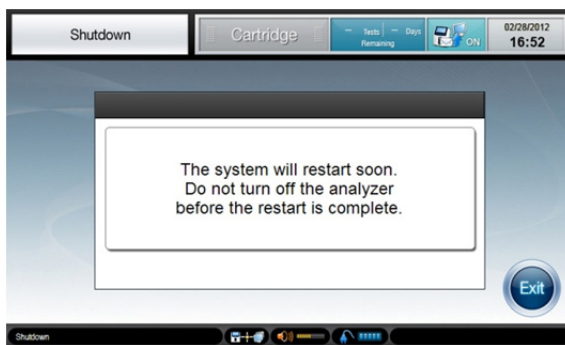 Shutdown
Cartridge
– Tests – Days
Remaining
ON
02/28/2012
16:52
The system will restart soon.
Do not turn off the analyzer
before the restart is complete.
Exit
Shutdown